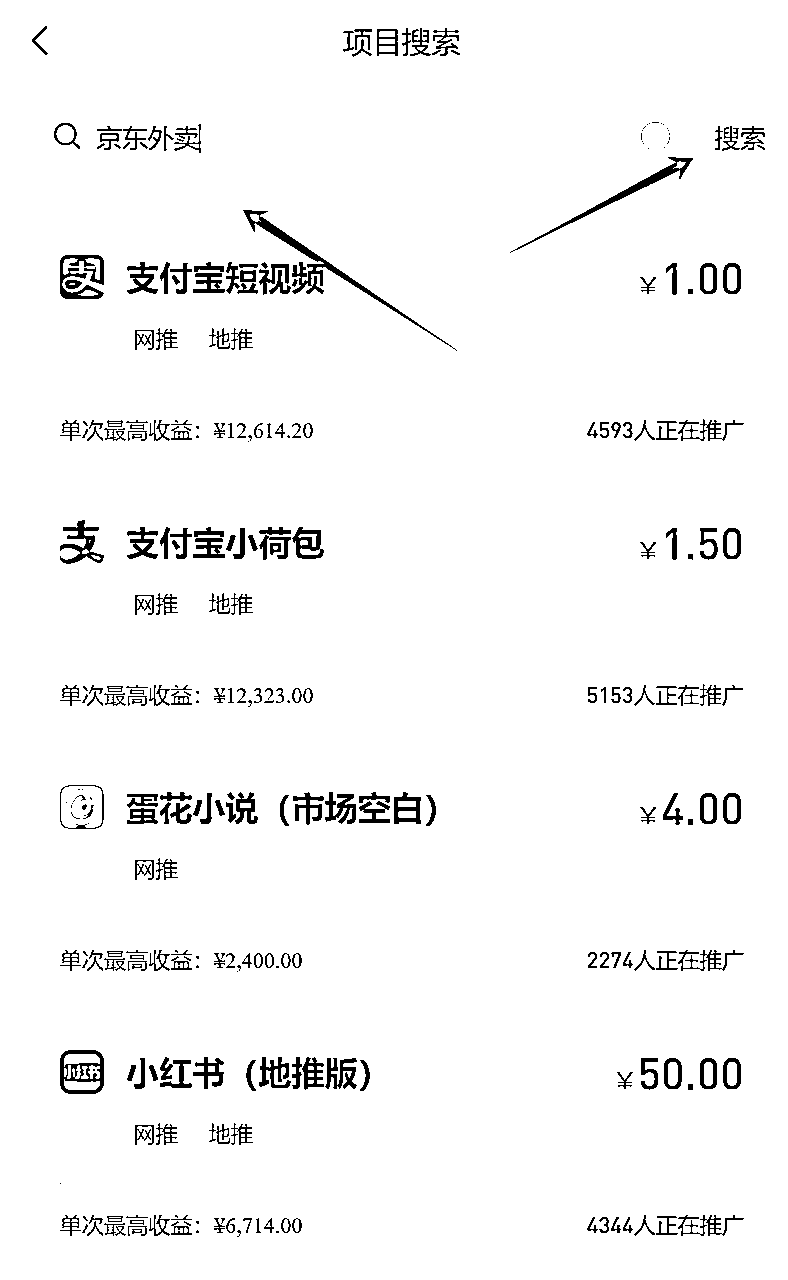 项目搜索
京东外卖 搜索
支付宝短视频 ¥1.00
网推 地推
单次最高收益：¥12,614.20 4593人正在推广
支 支付宝小荷包 ¥1.50
网推 地推
单次最高收益：¥12,323.00 5153人正在推广
蛋花小说（市场空白） ¥4.00
网推
单次最高收益：¥2,400.00 2274人正在推广
小红书 小红书（地推版） ¥50.00
网推 地推
单次最高收益：¥6,714.00 4344人正在推广